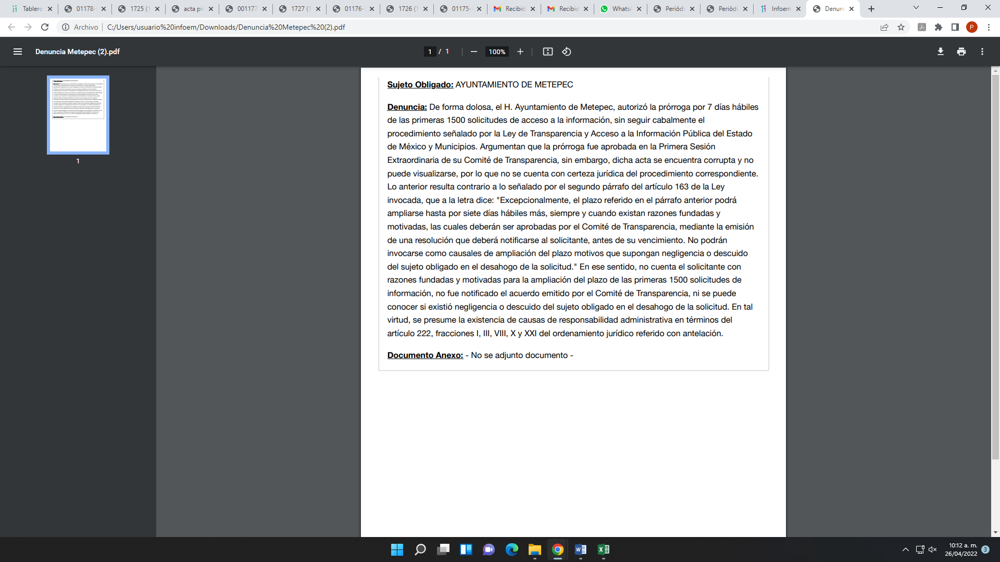 Tablero
01178-
1725 (1
acta pr
001177
1727 (1
01176-
1726 (1
01175-
Recibid
Recibid
WhatsA
Periódi
Periódi
Infoem
Denun
Archivo
C:/Users/usuario%20infoem/Downloads/Denuncia%20Metepec%20(2).pdf
P
Denuncia Metepec (2).pdf
1 / 1
100%
1
Sujeto Obligado: AYUNTAMIENTO DE METEPEC
Denuncia: De forma dolosa, el H. Ayuntamiento de Metepec, autorizó la prórroga por 7 días hábiles
de las primeras 1500 solicitudes de acceso a la información, sin seguir cabalmente el
procedimiento señalado por la Ley de Transparencia y Acceso a la Información Pública del Estado
de México y Municipios. Argumentan que la prórroga fue aprobada en la Primera Sesión
Extraordinaria de su Comité de Transparencia, sin embargo, dicha acta se encuentra corrupta y no
puede visualizarse, por lo que no se cuenta con certeza jurídica del procedimiento correspondiente.
Lo anterior resulta contrario a lo señalado por el segundo párrafo del artículo 163 de la Ley
invocada, que a la letra dice: "Excepcionalmente, el plazo referido en el párrafo anterior podrá
ampliarse hasta por siete días hábiles más, siempre y cuando existan razones fundadas y
motivadas, las cuales deberán ser aprobadas por el Comité de Transparencia, mediante la emisión
de una resolución que deberá notificarse al solicitante, antes de su vencimiento. No podrán
invocarse como causales de ampliación del plazo motivos que supongan negligencia o descuido
del sujeto obligado en el desahogo de la solicitud." En ese sentido, no cuenta el solicitante con
razones fundadas y motivadas para la ampliación del plazo de las primeras 1500 solicitudes de
información, no fue notificado el acuerdo emitido por el Comité de Transparencia, ni se puede
conocer si existió negligencia o descuido del sujeto obligado en el desahogo de la solicitud. En tal
virtud, se presume la existencia de causas de responsabilidad administrativa en términos del
artículo 222, fracciones I, III, VIII, X y XXI del ordenamiento jurídico referido con antelación.
Documento Anexo: - No se adjunto documento -
10:12 a. m.
26/04/2022
3